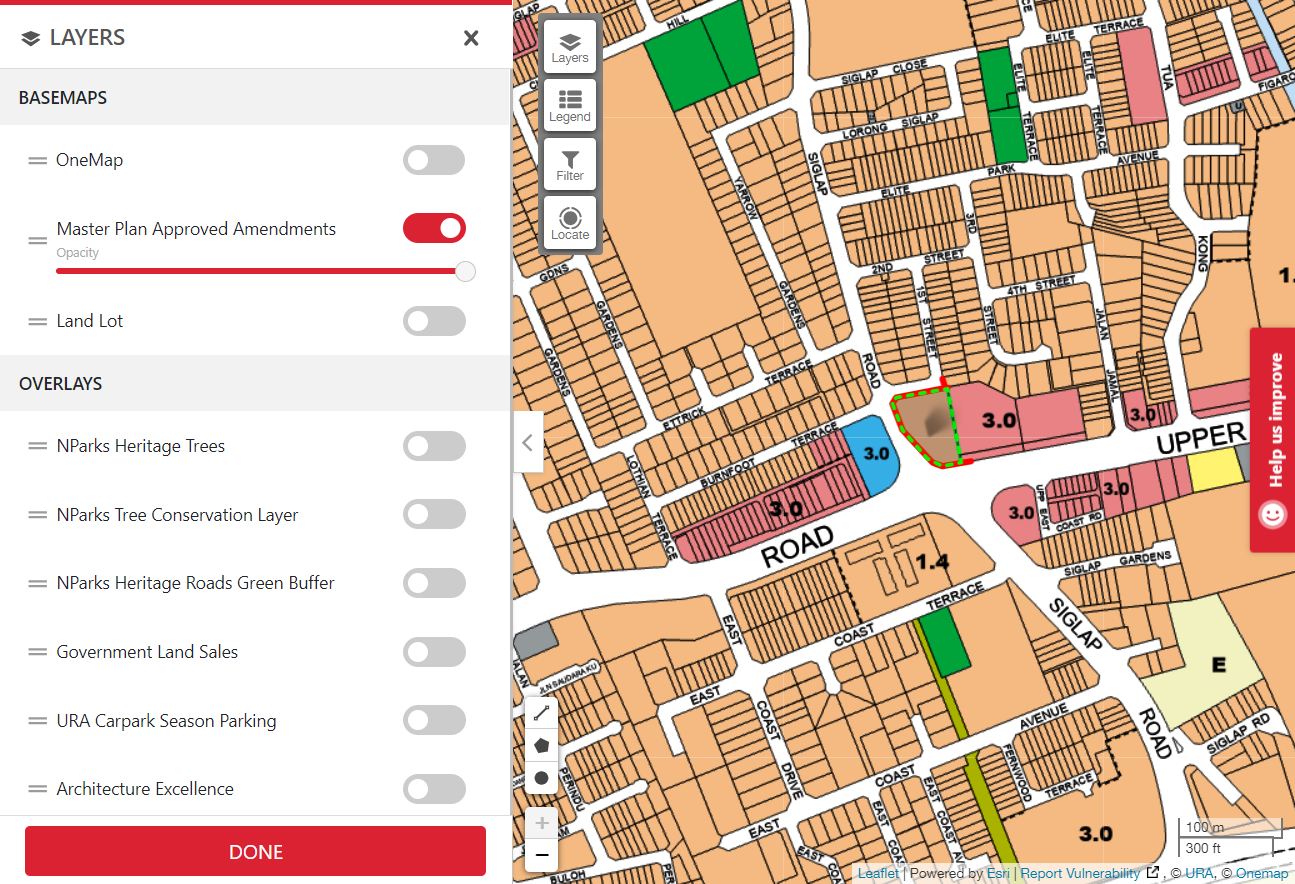 LAYERS
BASEMAPS
OneMap
Master Plan Approved Amendments
Opacity
Land Lot
OVERLAYS
NParks Heritage Trees
NParks Tree Conservation Layer
NParks Heritage Roads Green Buffer
Government Land Sales
URA Carpark Season Parking
Architecture Excellence
DONE
Layers
Legend
Filter
Locate
HILL
SIGLAP CLOSE
LORONG SIGLAP
ELITE
TERRACE
ELITE
ELITE
TERRACE
TERRACE
TUA
FIGARO
U
AVENUE
PARK
ELITE
SIGLAP
YARROW
GARDENS
3RD
STREET
2ND
STREET
1ST
STREET
4TH STREET
JALAN
JAMAL
KONG
1.
GDNS
GARDENS
GARDENS
ROAD
TERRACE
ETTRICK
TERRACE
BURNFOOT
LOTHIAN
TERRACE
3.0
3.0
3.0
3.0
UPPER
3.0
3.0
UPP EAST
COAST RD
ROAD
1.4
SIGLAP GARDENS
TERRACE
COAST
EAST
SIGLAP
ROAD
E
SIGLAP RD
JLN SAUDARA KU
JALAN
EAST
COAST
DRIVE
AVENUE
COAST
EAST
FERNWOOD
TERRACE
PERINDU
EAST
COAST
EAST COAST AVE
EAST COAST
BULOH
3.0
Help us improve
100 m
300 ft
Leaflet | Powered by Esri | Report Vulnerability , © URA, © Onemap